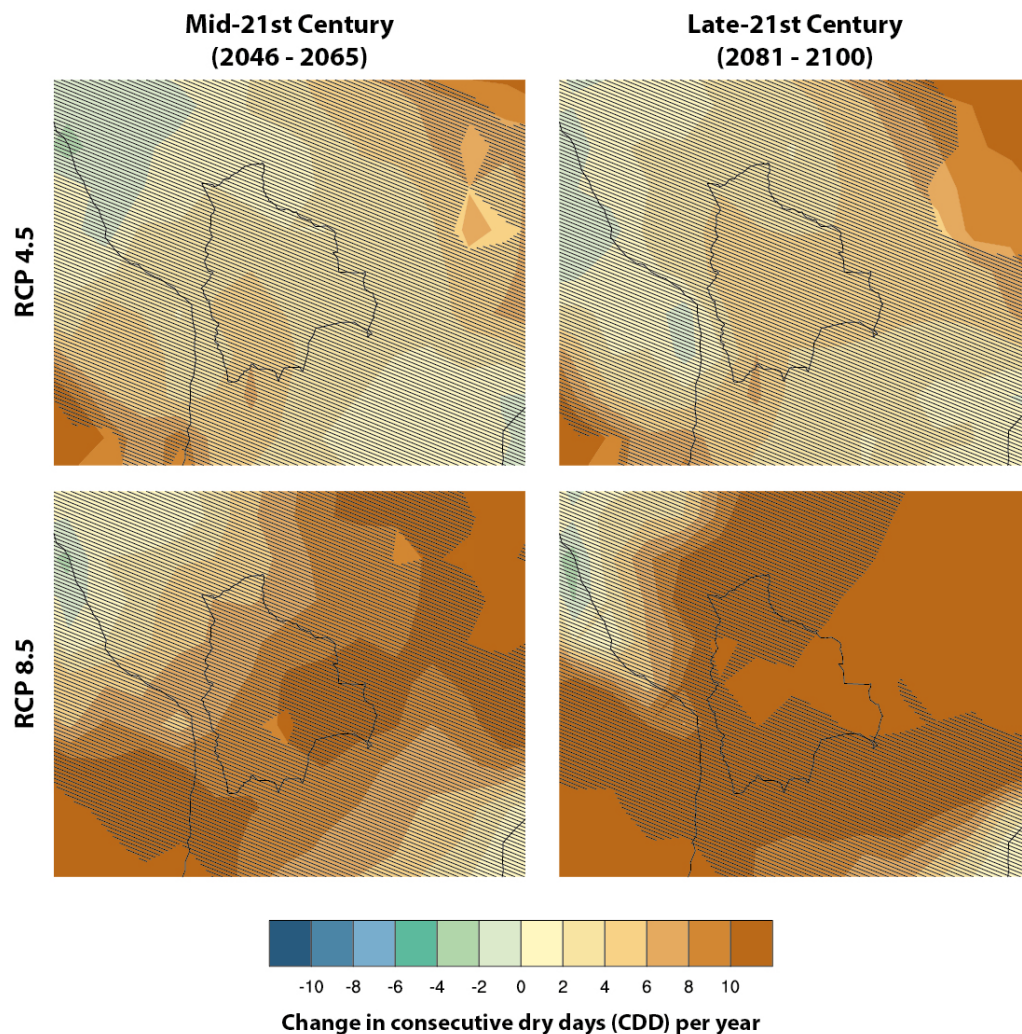 Mid-21st Century
(2046 - 2065)
Late-21st Century
(2081 - 2100)
RCP 4.5
RCP 8.5
-10 -8 -6 -4 -2 0 2 4 6 8 10
Change in consecutive dry days (CDD) per year